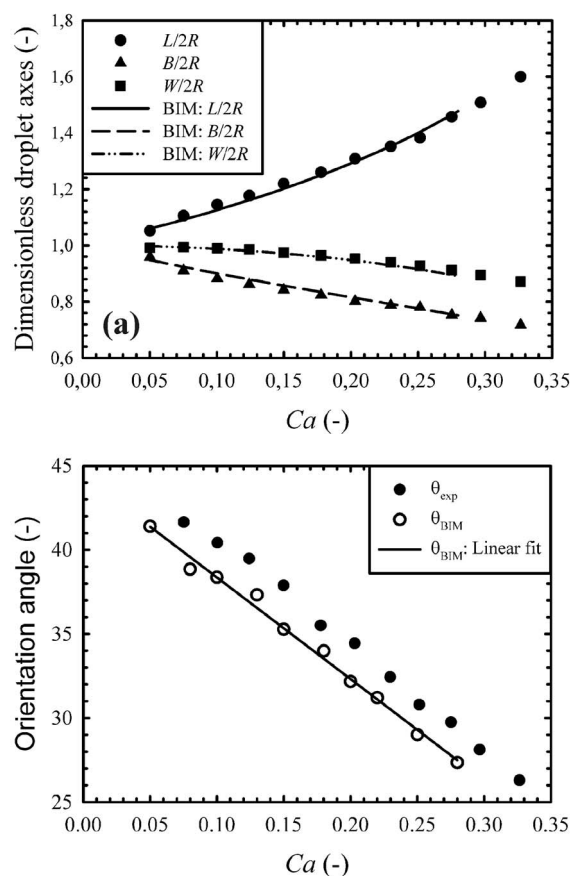 Dimensionless droplet axes (-)
1,8
1,6
1,4
1,2
1,0
0,8
0,6
L/2R
B/2R
W/2R
BIM: L/2R
BIM: B/2R
BIM: W/2R
(a)
0,00 0,05 0,10 0,15 0,20 0,25 0,30 0,35
Ca (-)
Orientation angle (-)
45
40
35
30
25
θexp
θBIM
θBIM: Linear fit
0.00 0.05 0.10 0.15 0.20 0.25 0.30 0.35
Ca (-)